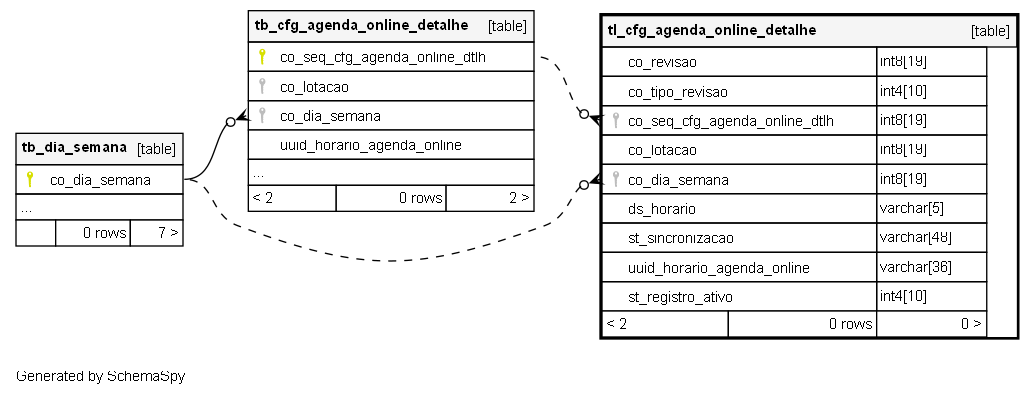 tb_cfg_agenda_online_detalhe [table]
co_seq_cfg_agenda_online_dtlh
co_lotacao
co_dia_semana
uuid_horario_agenda_online
...
< 2 0 rows 2 >
tl_cfg_agenda_online_detalhe [table]
co_revisao int8[19]
co_tipo_revisao int4[10]
co_seq_cfg_agenda_online_dtlh int8[19]
co_lotacao int8[19]
co_dia_semana int8[19]
ds_horario varchar[5]
st_sincronizacao varchar[48]
uuid_horario_agenda_online varchar[36]
st_registro_ativo int4[10]
< 2 0 rows 0 >
tb_dia_semana [table]
co_dia_semana
...
0 rows 7 >
Generated by SchemaSpy